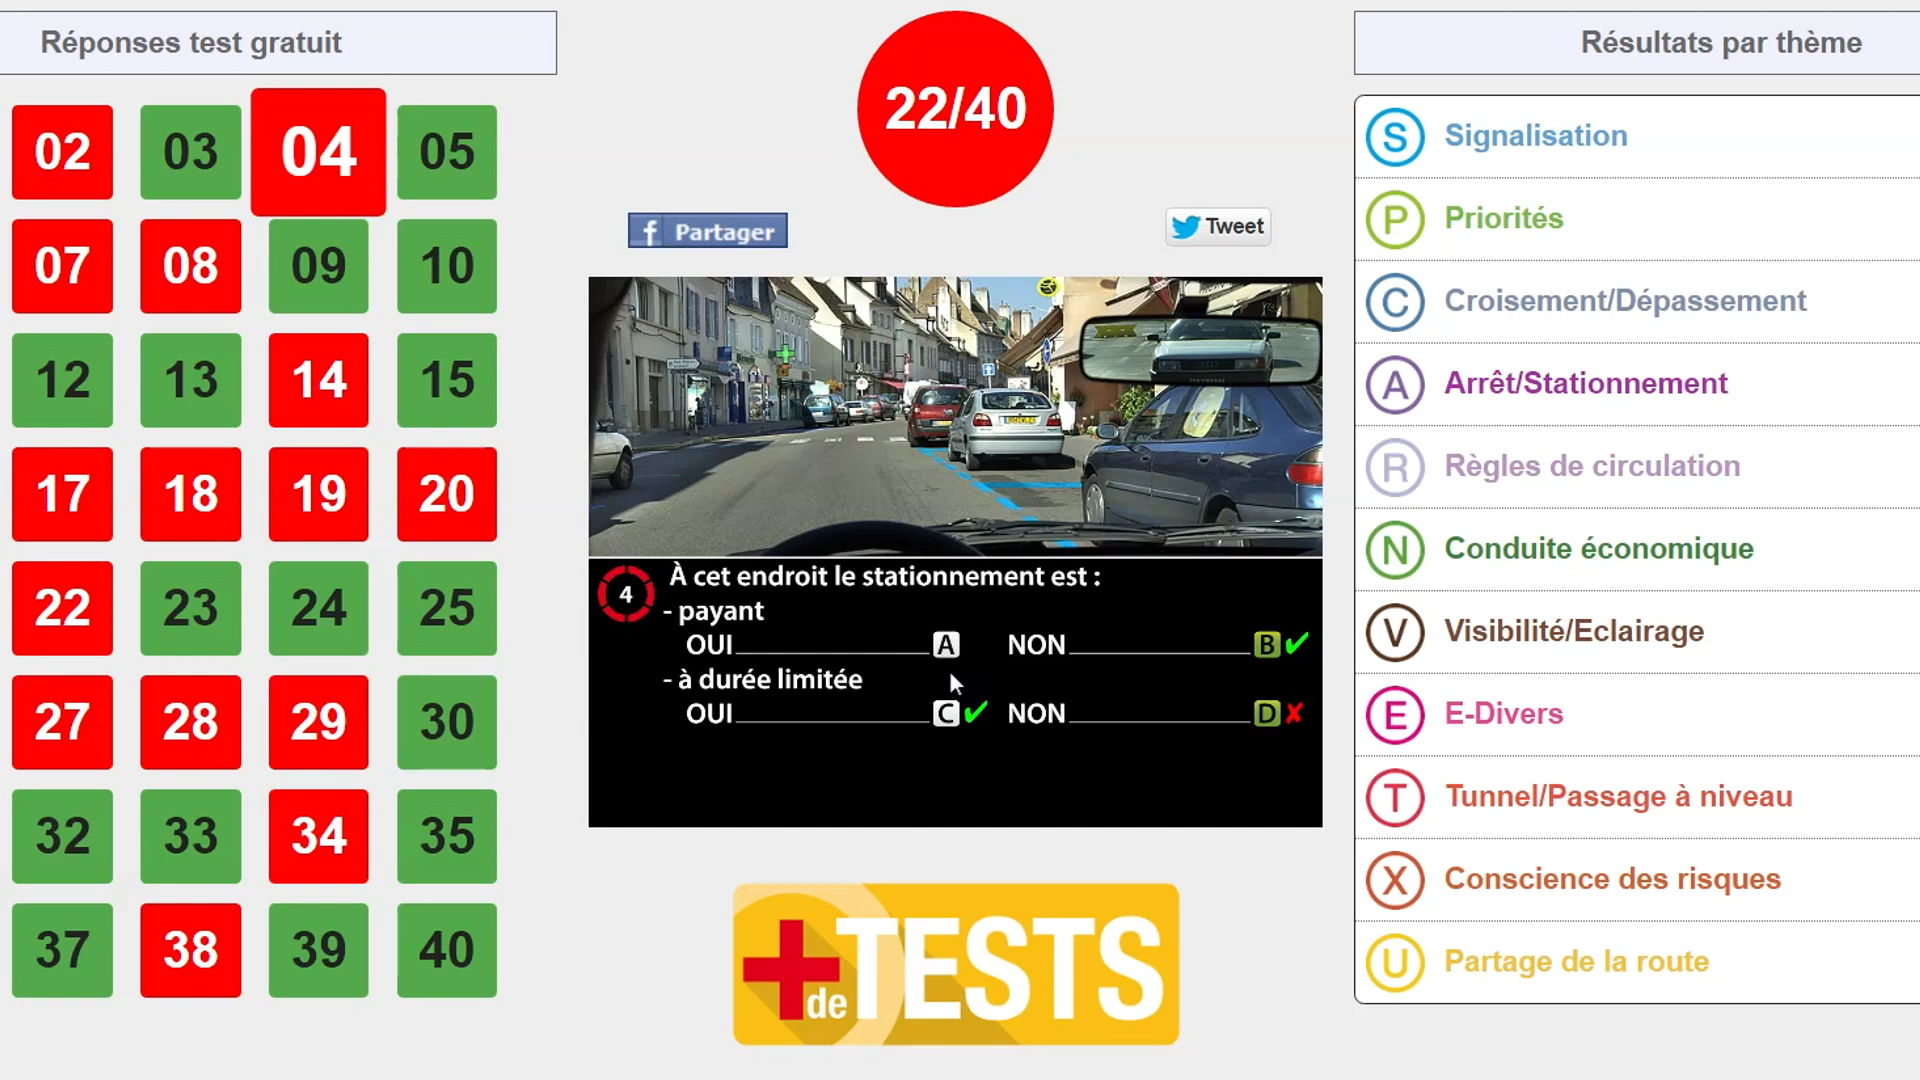 Réponses test gratuit
22/40
Résultats par thème
02 03 04 05
07 08 09 10
12 13 14 15
17 18 19 20
22 23 24 25
27 28 29 30
32 33 34 35
37 38 39 40
Partager
Tweet
4
À cet endroit le stationnement est :
- payant
OUI A NON B
- à durée limitée
OUI C NON D
+ de TESTS
S Signalisation
P Priorités
C Croisement/Dépassement
A Arrêt/Stationnement
R Règles de circulation
N Conduite économique
V Visibilité/Eclairage
E E-Divers
T Tunnel/Passage à niveau
X Conscience des risques
U Partage de la route